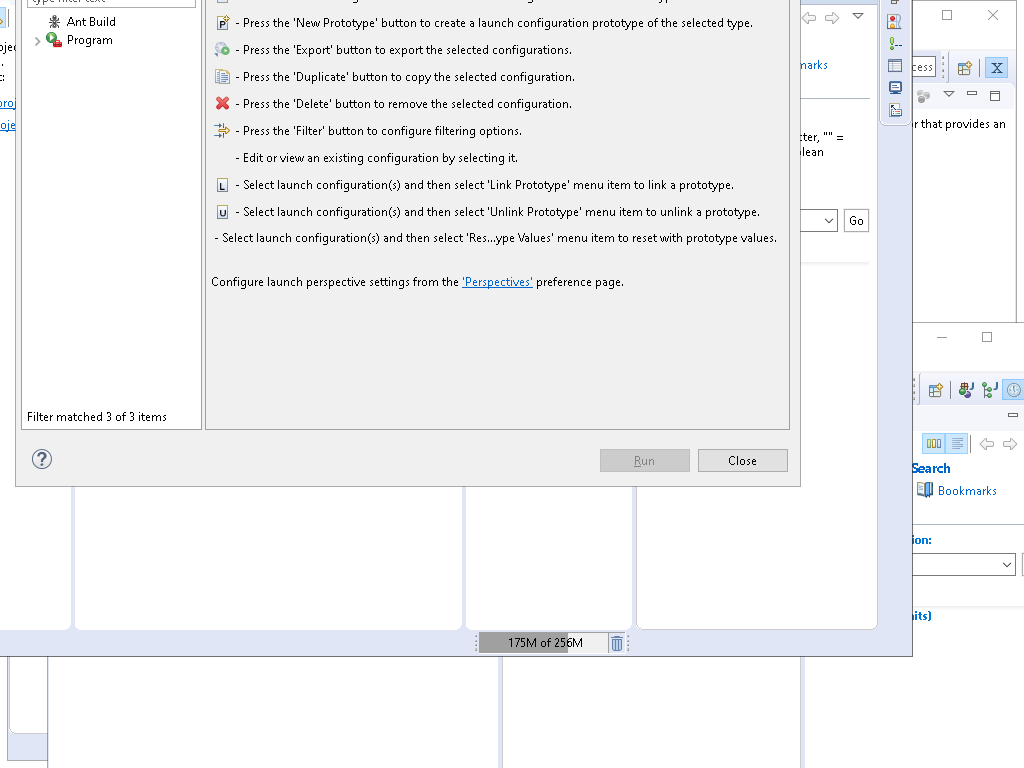 Ant Build
Program
- Press the 'New Prototype' button to create a launch configuration prototype of the selected type.
- Press the 'Export' button to export the selected configurations.
- Press the 'Duplicate' button to copy the selected configuration.
- Press the 'Delete' button to remove the selected configuration.
- Press the 'Filter' button to configure filtering options.
- Edit or view an existing configuration by selecting it.
L - Select launch configuration(s) and then select 'Link Prototype' menu item to link a prototype.
U - Select launch configuration(s) and then select 'Unlink Prototype' menu item to unlink a prototype.
- Select launch configuration(s) and then select 'Res...ype Values' menu item to reset with prototype values.
Configure launch perspective settings from the 'Perspectives' preference page.
Filter matched 3 of 3 items
Run
Close
175M of 256M
marks
tter, "" =
lean
Go
cess
r that provides an
Search
Bookmarks
ion:
its)